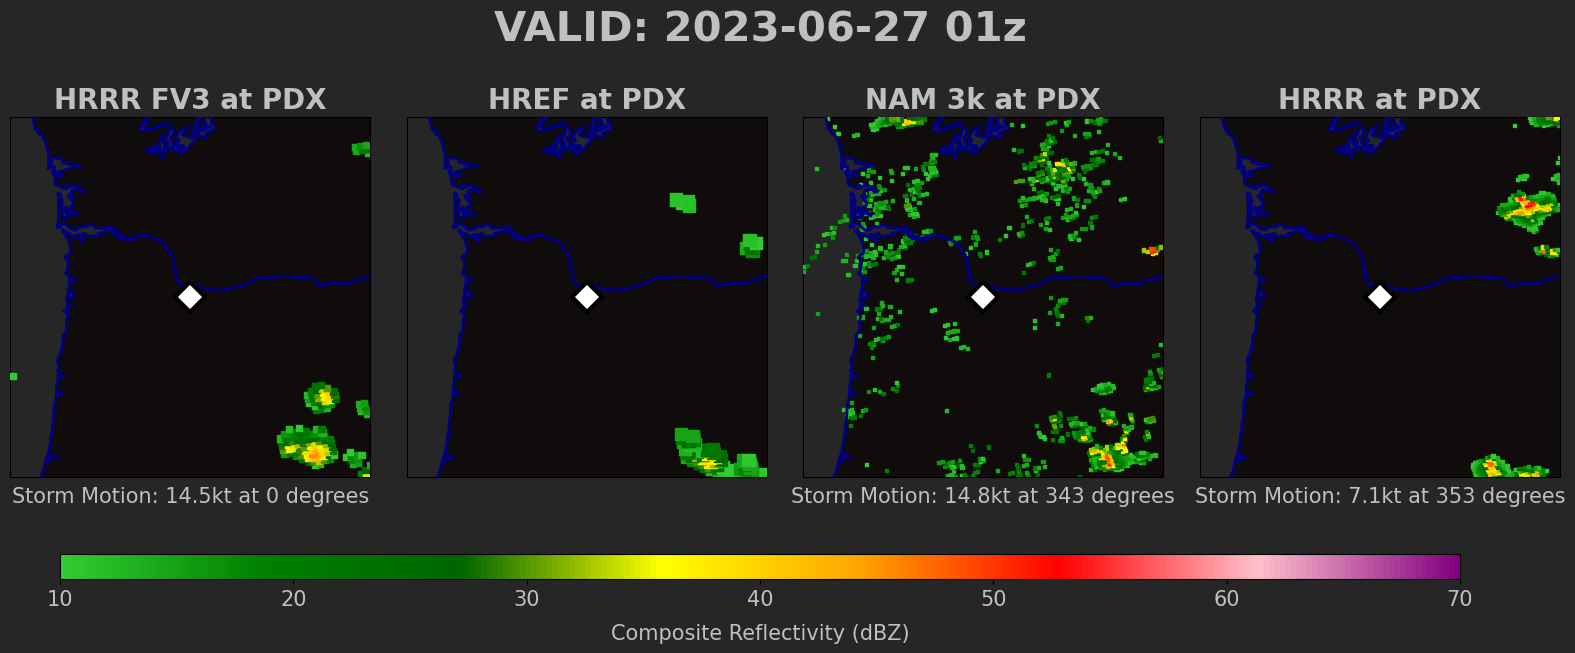 VALID: 2023-06-27 01z
HRRR FV3 at PDX
HREF at PDX
NAM 3k at PDX
HRRR at PDX
Storm Motion: 14.5kt at 0 degrees
Storm Motion: 14.8kt at 343 degrees
Storm Motion: 7.1kt at 353 degrees
10 20 30 40 50 60 70
Composite Reflectivity (dBZ)